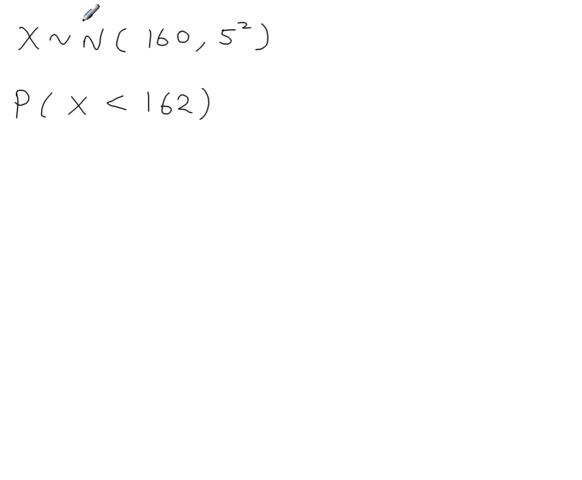 X ~ N ( 160, 5²)
P ( X < 162)